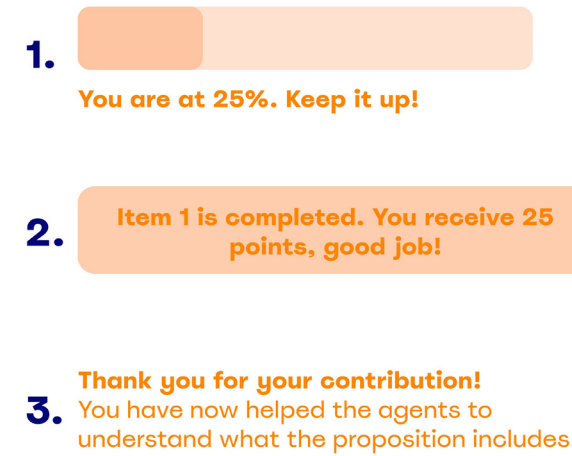 1.
You are at 25%. Keep it up!
2.
Item 1 is completed. You receive 25
points, good job!
3.
Thank you for your contribution!
You have now helped the agents to
understand what the proposition includes